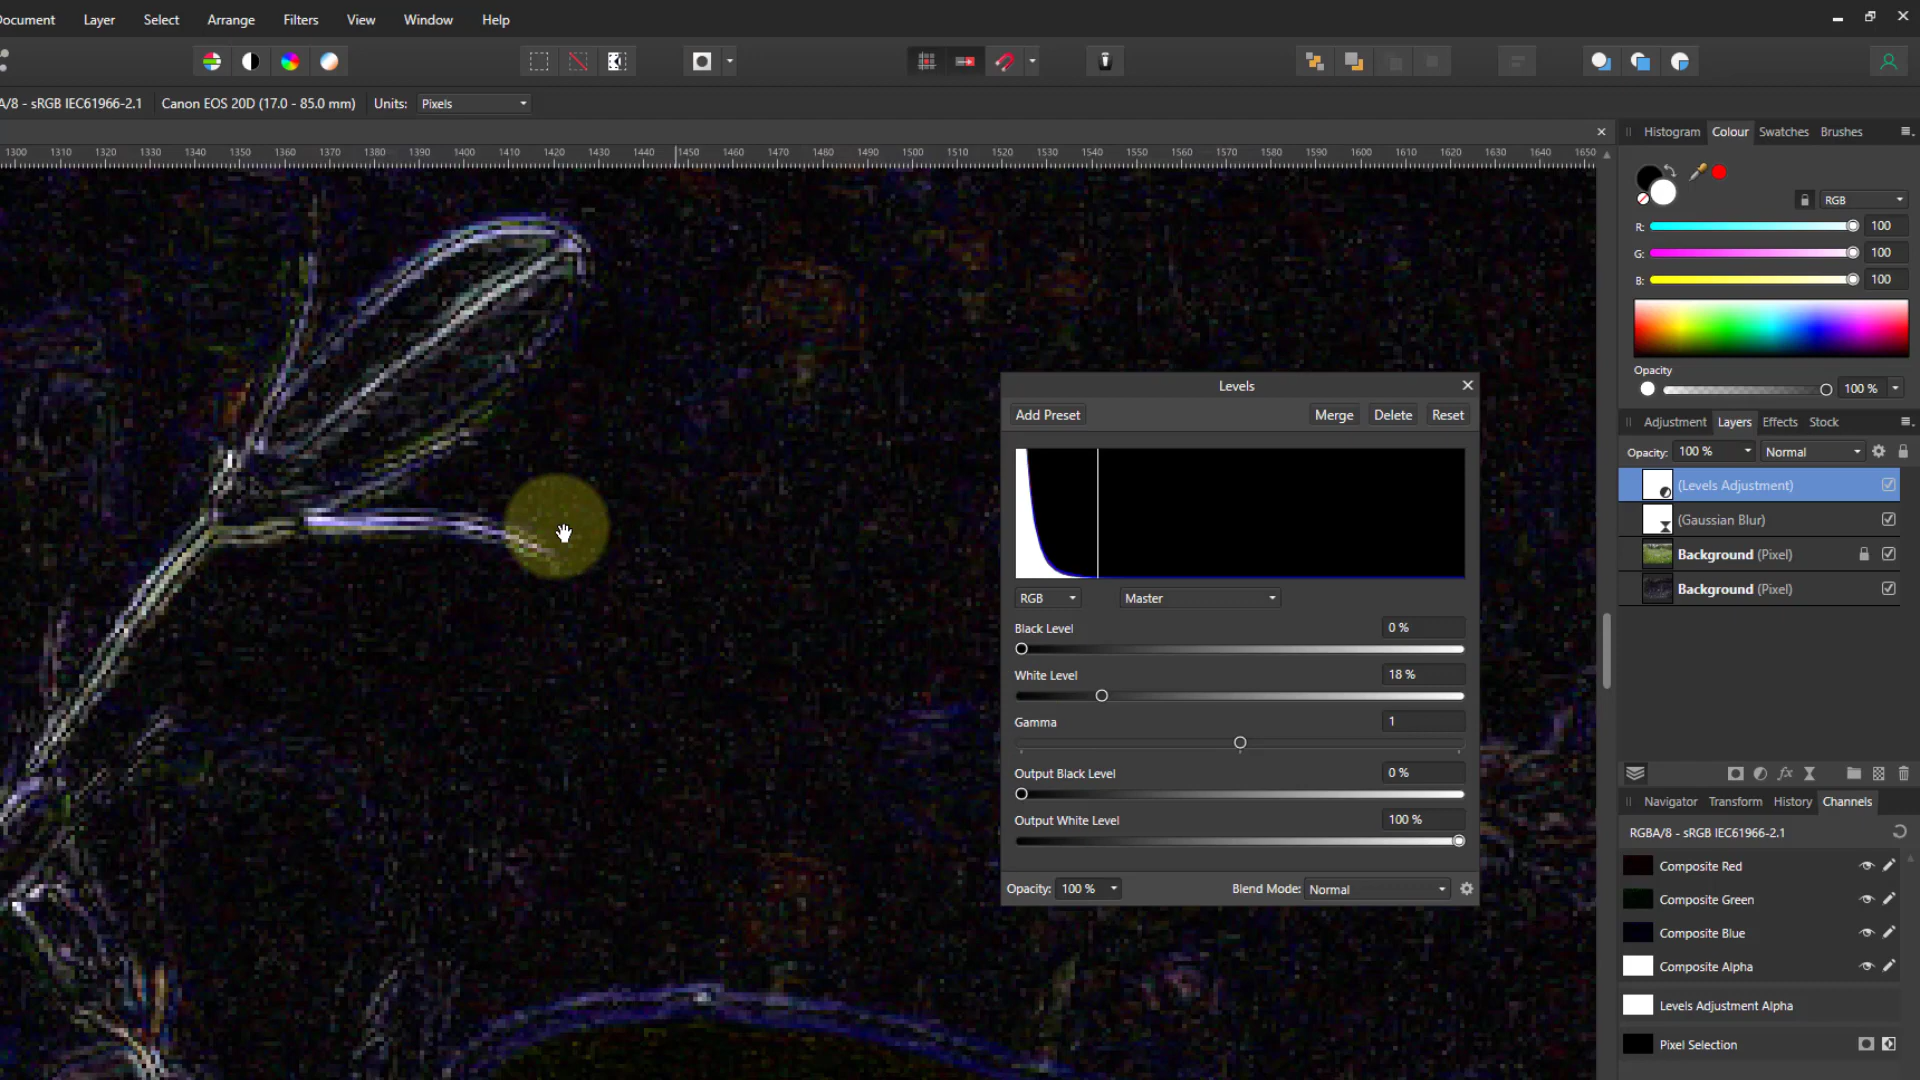 Document Layer Select Arrange Filters View Window Help
A/8 - sRGB IEC61966-2.1 Canon EOS 20D (17.0 - 85.0 mm) Units: Pixels
1300 1310 1320 1330 1340 1350 1360 1370 1380 1390 1400 1410 1420 1430 1440 1450 1460 1470 1480 1490 1500 1510 1520 1530 1540 1550 1560 1570 1580 1590 1600 1610 1620 1630 1640 1650
Histogram Colour Swatches Brushes
RGB
R: 100
G: 100
B: 100
Opacity
100 %
Levels
Add Preset Merge Delete Reset
RGB Master
Black Level 0 %
White Level 18 %
Gamma 1
Output Black Level 0 %
Output White Level 100 %
Opacity: 100 % Blend Mode: Normal
Adjustment Layers Effects Stock
Opacity: 100 % Normal
(Levels Adjustment)
(Gaussian Blur)
Background (Pixel)
Background (Pixel)
fx
Navigator Transform History Channels
RGBA/8 - sRGB IEC61966-2.1
Composite Red
Composite Green
Composite Blue
Composite Alpha
Levels Adjustment Alpha
Pixel Selection